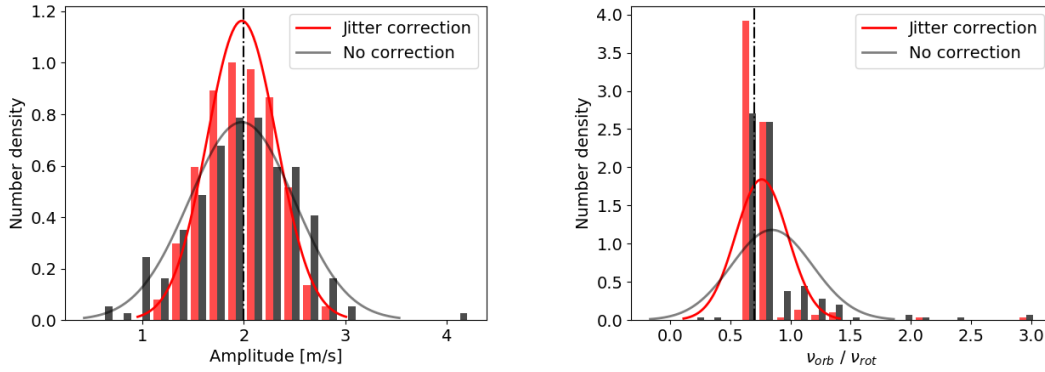 1.2
1.0
0.8
0.6
0.4
0.2
0.0
Number density
1 2 3 4
Amplitude [m/s]
Jitter correction
No correction
4.0
3.5
3.0
2.5
2.0
1.5
1.0
0.5
0.0
Number density
0.0 0.5 1.0 1.5 2.0 2.5 3.0
ν_orb / ν_rot
Jitter correction
No correction